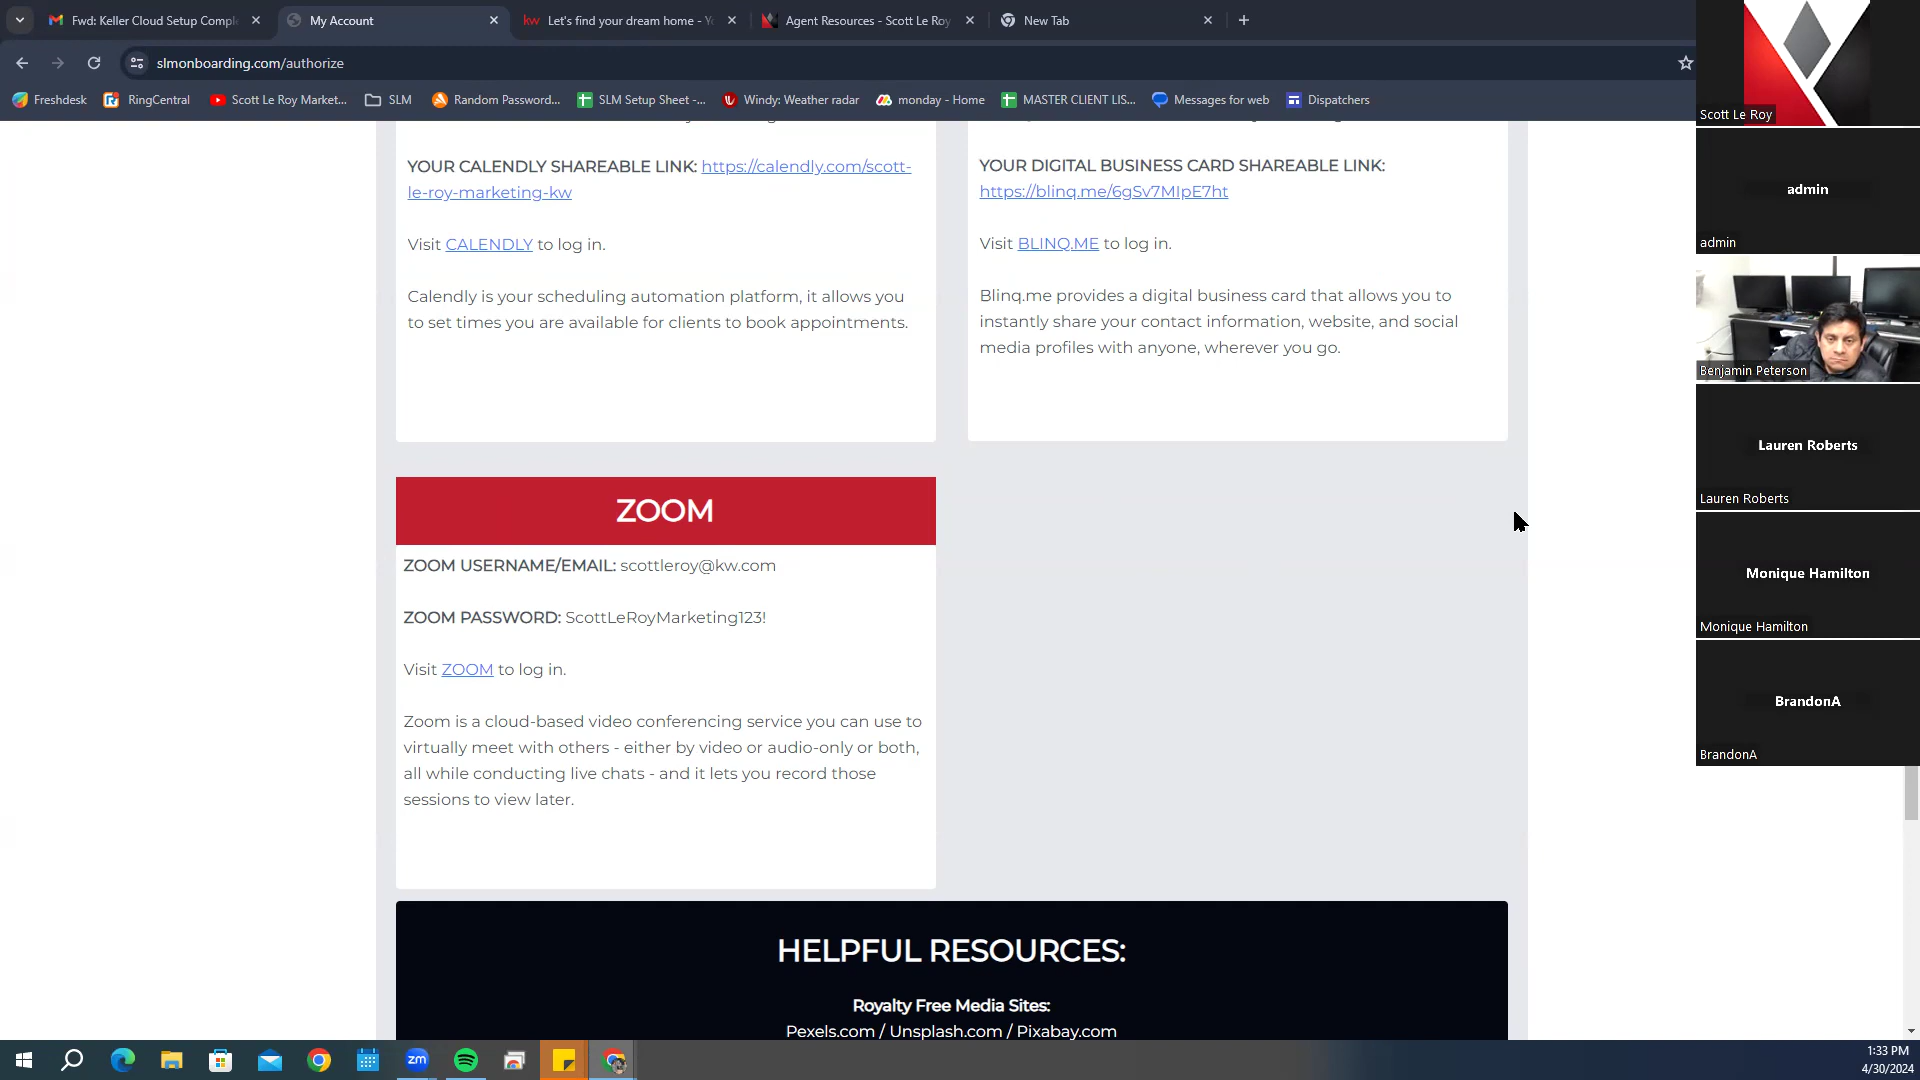 Fwd: Keller Cloud Setup Comple
My Account
kw
Let's find your dream home - Yo
Agent Resources - Scott Le Roy
New Tab
slmonboarding.com/authorize
Freshdesk
RingCentral
Scott Le Roy Market...
SLM
Random Password...
SLM Setup Sheet -...
Windy: Weather radar
monday - Home
MASTER CLIENT LIS...
Messages for web
Dispatchers
YOUR CALENDLY SHAREABLE LINK: https://calendly.com/scott-
le-roy-marketing-kw
Visit CALENDLY to log in.
Calendly is your scheduling automation platform, it allows you
to set times you are available for clients to book appointments.
YOUR DIGITAL BUSINESS CARD SHAREABLE LINK:
https://blinq.me/6gSv7MIpE7ht
Visit BLINQ.ME to log in.
Blinq.me provides a digital business card that allows you to
instantly share your contact information, website, and social
media profiles with anyone, wherever you go.
ZOOM
ZOOM USERNAME/EMAIL: scottleroy@kw.com
ZOOM PASSWORD: ScottLeRoyMarketing123!
Visit ZOOM to log in.
Zoom is a cloud-based video conferencing service you can use to
virtually meet with others - either by video or audio-only or both,
all while conducting live chats - and it lets you record those
sessions to view later.
HELPFUL RESOURCES:
Royalty Free Media Sites:
Pexels.com / Unsplash.com / Pixabay.com
Scott Le Roy
admin
admin
Benjamin Peterson
Lauren Roberts
Lauren Roberts
Monique Hamilton
Monique Hamilton
BrandonA
BrandonA
zm
1:33 PM
4/30/2024